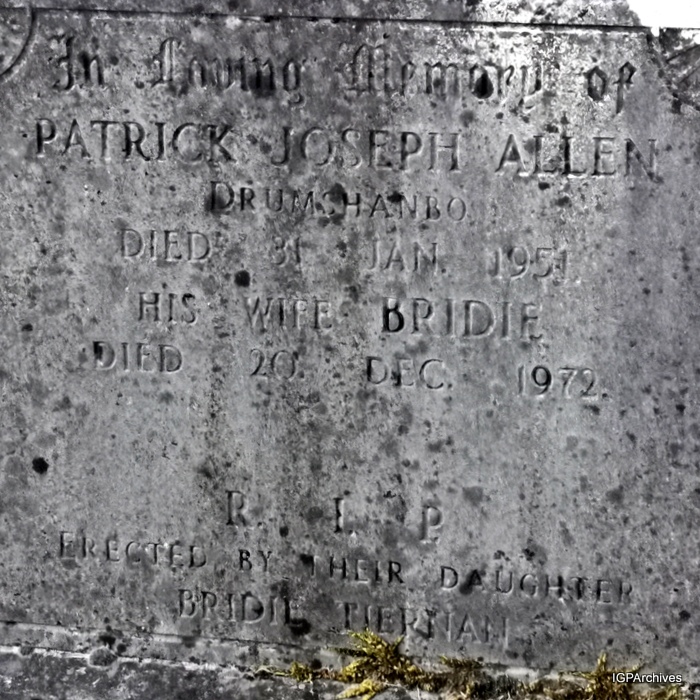 In Loving Memory of
PATRICK JOSEPH ALLEN
DRUMSHANBO
DIED 31 JAN. 1951.
HIS WIFE BRIDIE
DIED 20. DEC. 1972.
R. I. P.
ERECTED BY THEIR DAUGHTER
BRIDIE TIERNAN
IGPArchives